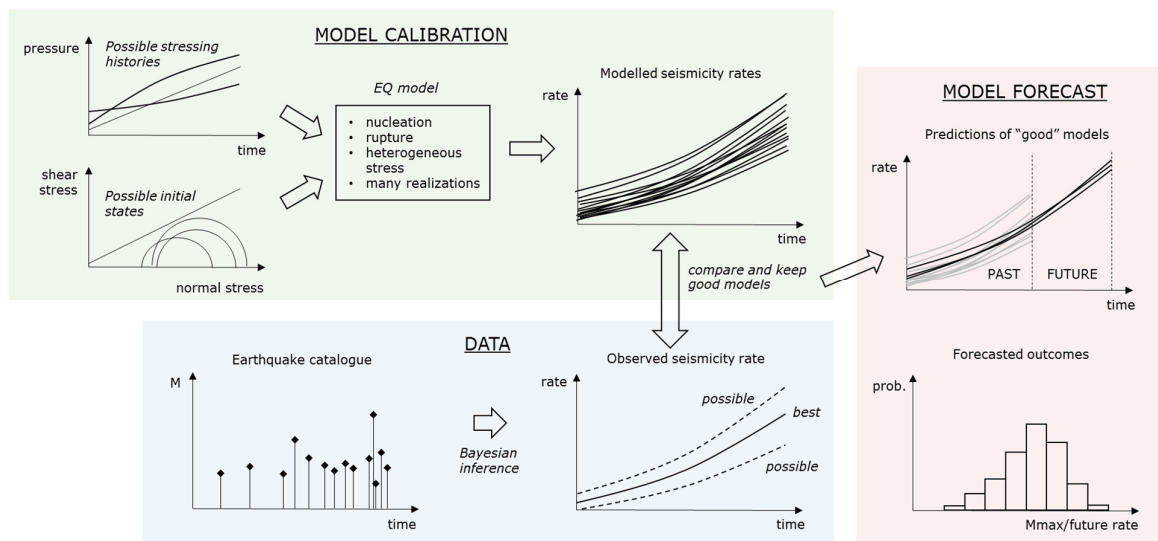 MODEL CALIBRATION
pressure
Possible stressing
histories
time
shear
stress
Possible initial
states
normal stress
EQ model
• nucleation
• rupture
• heterogeneous
stress
• many realizations
Modelled seismicity rates
rate
time
compare and keep
good models
DATA
Earthquake catalogue
M
time
Bayesian
inference
Observed seismicity rate
rate
possible
best
possible
time
MODEL FORECAST
Predictions of “good” models
rate
PAST
FUTURE
time
Forecasted outcomes
prob.
Mmax/future rate